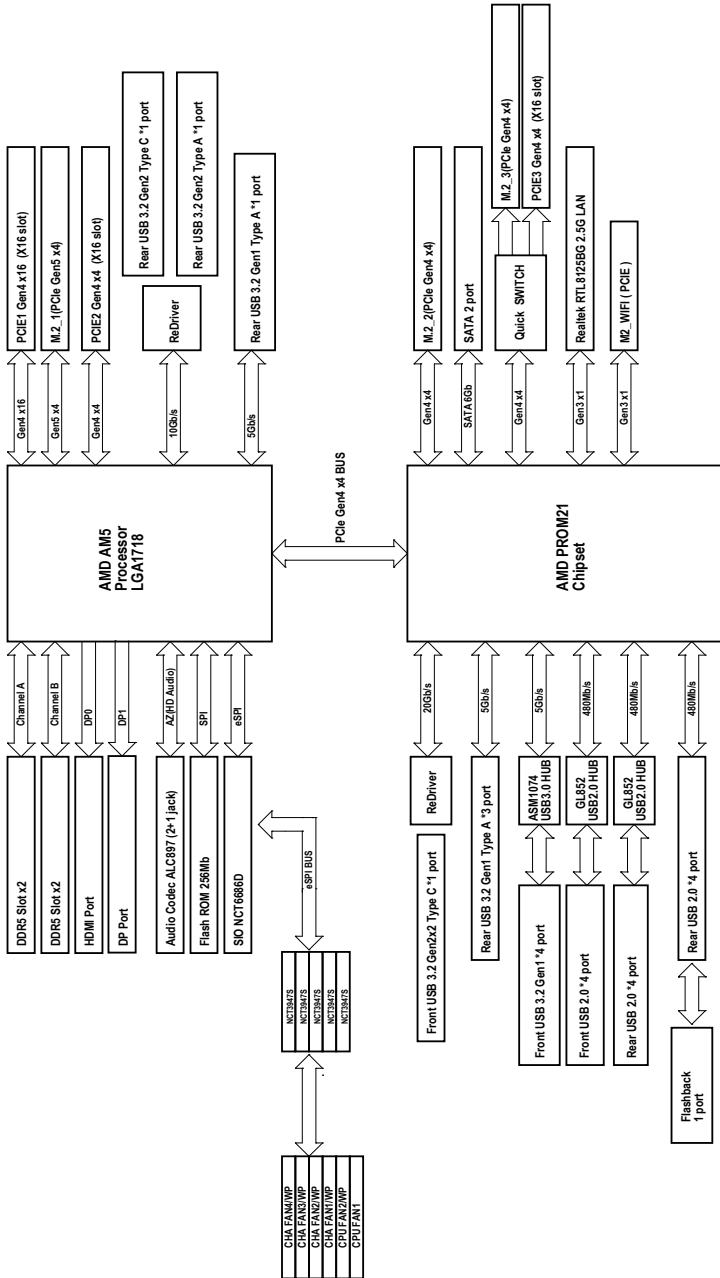 DDR5 Slot x2
DDR5 Slot x2
HDMI Port
DP Port
Audio Codec ALC897 (2+1 jack)
Flash ROM 256Mb
SIO NCT6686D
Channel A
Channel B
DP0
DP1
AZ(HD Audio)
SPI
eSPI
AMD AM5
Processor
LGA1718
Gen4 x16
Gen5 x4
Gen4 x4
10Gb/s
5Gb/s
PCIE1 Gen4 x16 (X16 slot)
M.2_1(PCIe Gen5 x4)
PCIE2 Gen4 x4 (X16 slot)
ReDriver
Rear USB 3.2 Gen2 Type C *1 port
Rear USB 3.2 Gen2 Type A *1 port
Rear USB 3.2 Gen1 Type A *1 port
CHA FAN4/WP
CHA FAN3/WP
CHA FAN2/WP
CHA FAN1/WP
CPU FAN2/WP
CPU FAN1
NCT3947S
NCT3947S
NCT3947S
NCT3947S
NCT3947S
eSPI BUS
PCIe Gen4 x4 BUS
Front USB 3.2 Gen2x2 Type C *1 port
ReDriver
Rear USB 3.2 Gen1 Type A *3 port
Front USB 3.2 Gen1 *4 port
ASM1074
USB3.0 HUB
Front USB 2.0 *4 port
GL852
USB2.0 HUB
Rear USB 2.0 *4 port
GL852
USB2.0 HUB
Flashback
1 port
Rear USB 2.0 *4 port
20Gb/s
5Gb/s
5Gb/s
480Mb/s
480Mb/s
480Mb/s
AMD PROM21
Chipset
Gen4 x4
SATA 6Gb
Gen4 x4
Gen3 x1
Gen3 x1
M.2_2(PCIe Gen4 x4)
SATA 2 port
Quick SWITCH
M.2_3(PCIe Gen4 x4)
PCIE3 Gen4 x4 (X16 slot)
Realtek RTL8125BG 2.5G LAN
M2_WIFI ( PCIE )